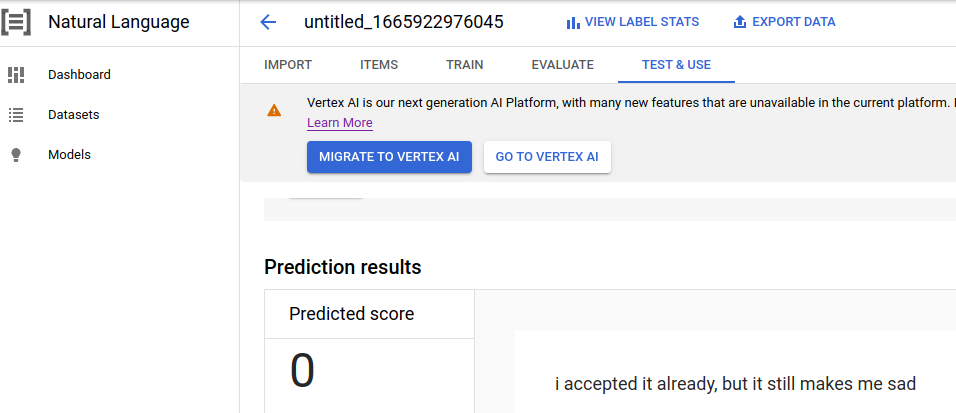 Natural Language
untitled_1665922976045
VIEW LABEL STATS
EXPORT DATA
Dashboard
Datasets
Models
IMPORT
ITEMS
TRAIN
EVALUATE
TEST & USE
Vertex AI is our next generation AI Platform, with many new features that are unavailable in the current platform.
Learn More
MIGRATE TO VERTEX AI
GO TO VERTEX AI
Prediction results
Predicted score
0
i accepted it already, but it still makes me sad